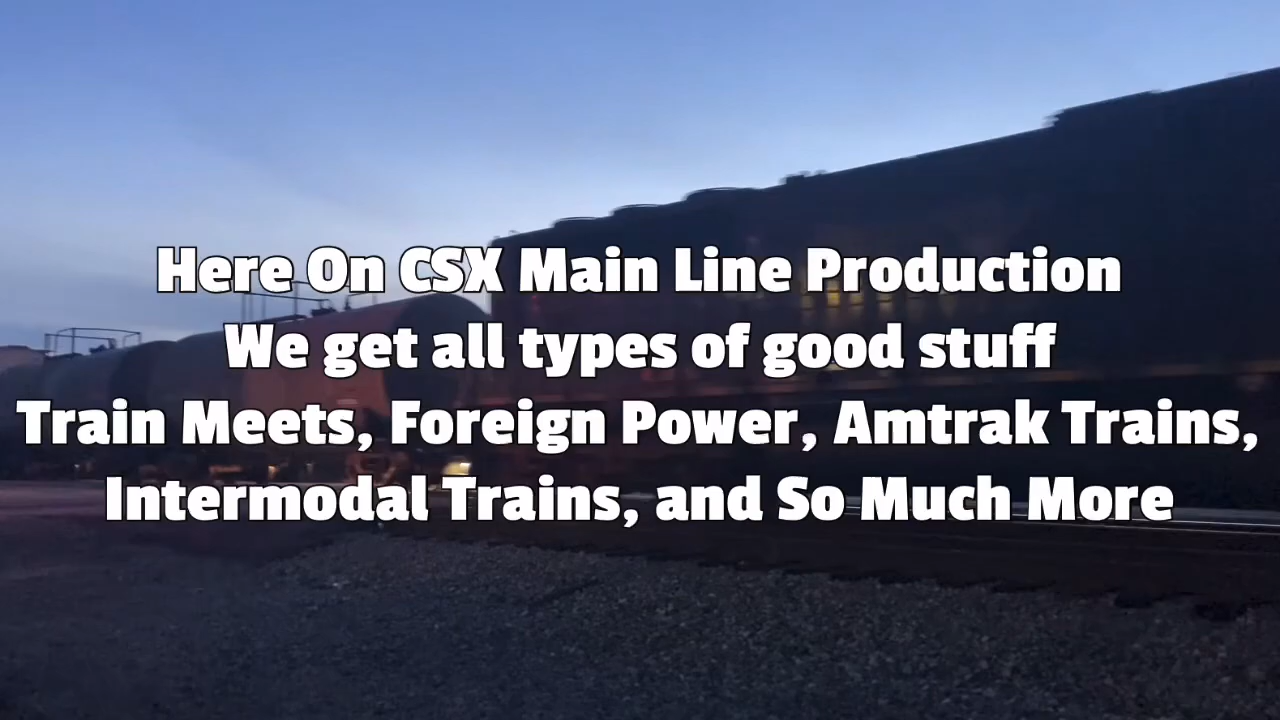 Here On CSX Main Line Production
We get all types of good stuff
Train Meets, Foreign Power, Amtrak Trains,
Intermodal Trains, and So Much More